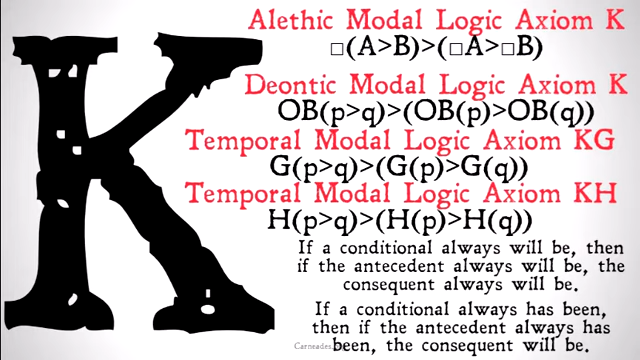 K
Alethic Modal Logic Axiom K
□(A>B)>(□A>□B)
Deontic Modal Logic Axiom K
OB(p>q)>(OB(p)>OB(q))
Temporal Modal Logic Axiom KG
G(p>q)>(G(p)>G(q))
Temporal Modal Logic Axiom KH
H(p>q)>(H(p)>H(q))
If a conditional always will be, then
if the antecedent always will be, the
consequent always will be.
If a conditional always has been,
then if the antecedent always has
been, the consequent will be.